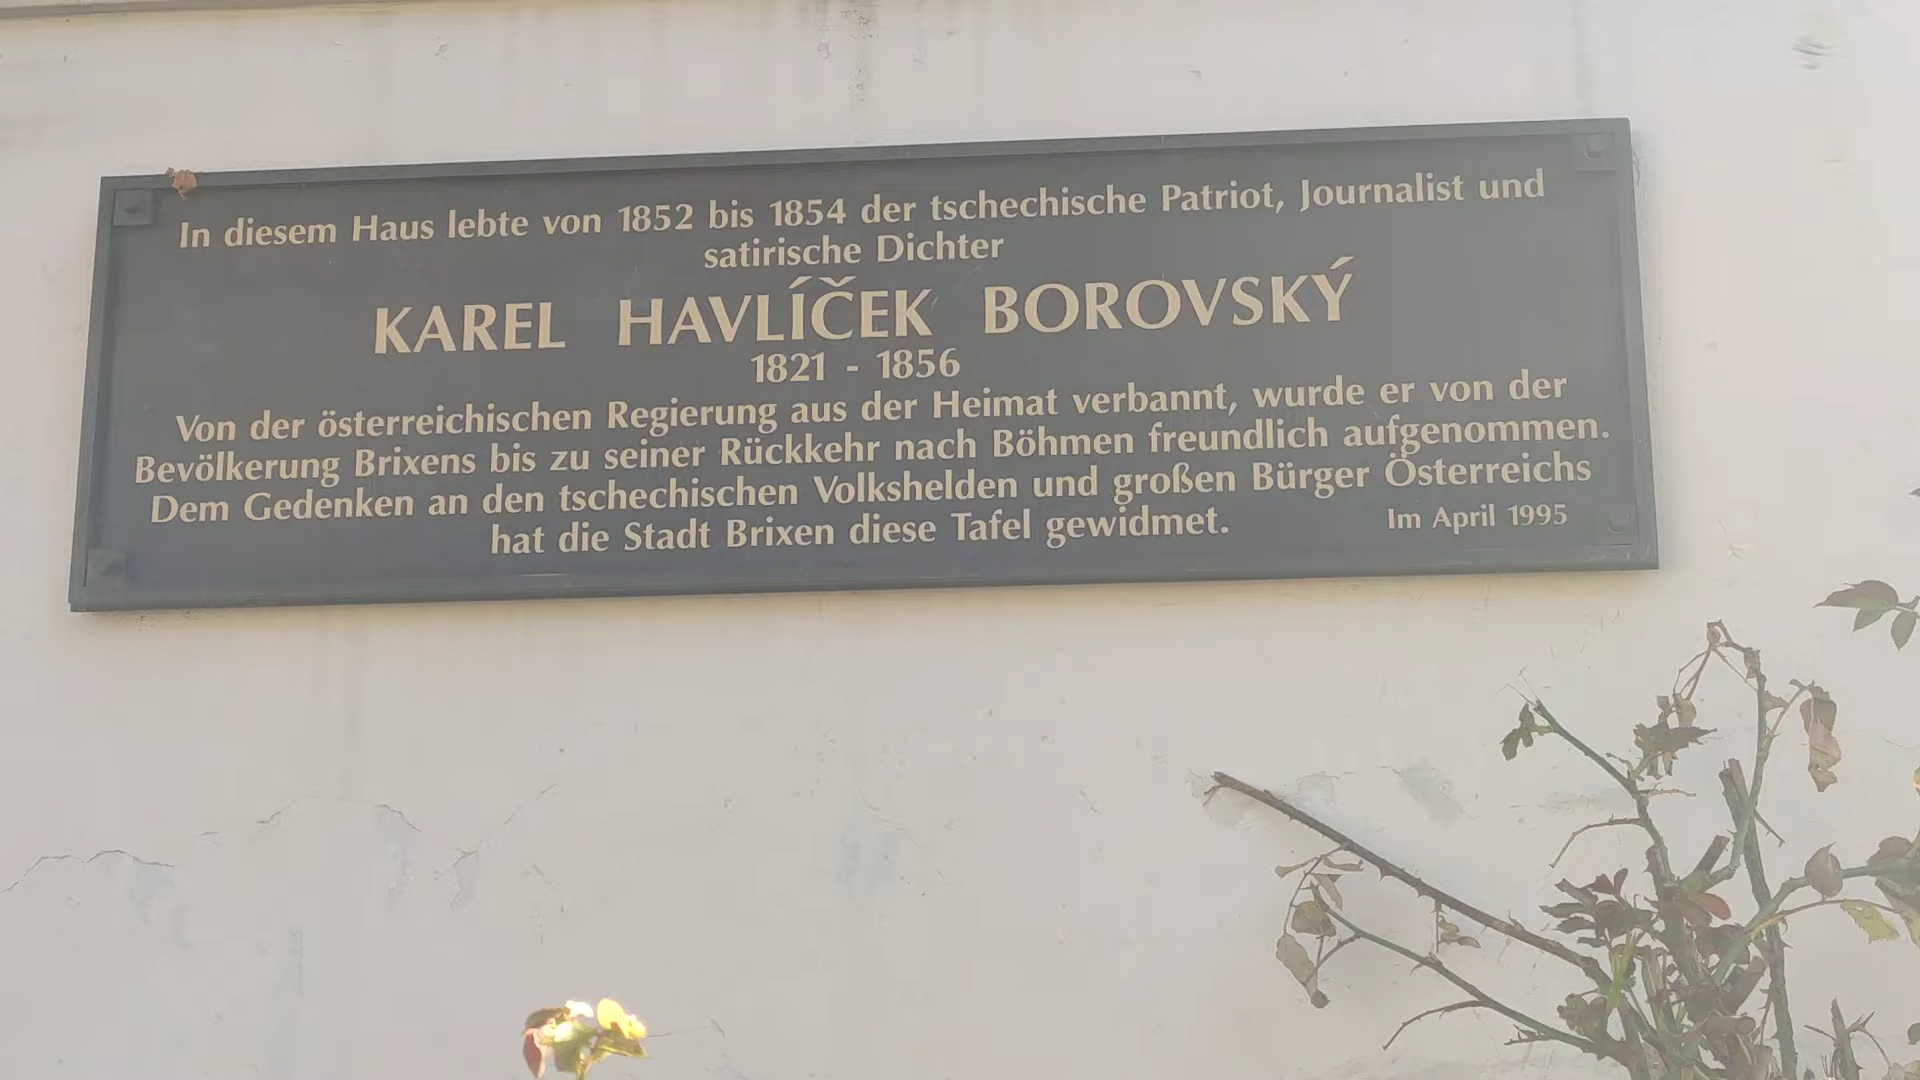 In diesem Haus lebte von 1852 bis 1854 der tschechische Patriot, Journalist und
satirische Dichter
KAREL HAVLÍČEK BOROVSKÝ
1821 - 1856
Von der österreichischen Regierung aus der Heimat verbannt, wurde er von der
Bevölkerung Brixens bis zu seiner Rückkehr nach Böhmen freundlich aufgenommen.
Dem Gedenken an den tschechischen Volkshelden und großen Bürger Österreichs
hat die Stadt Brixen diese Tafel gewidmet. Im April 1995